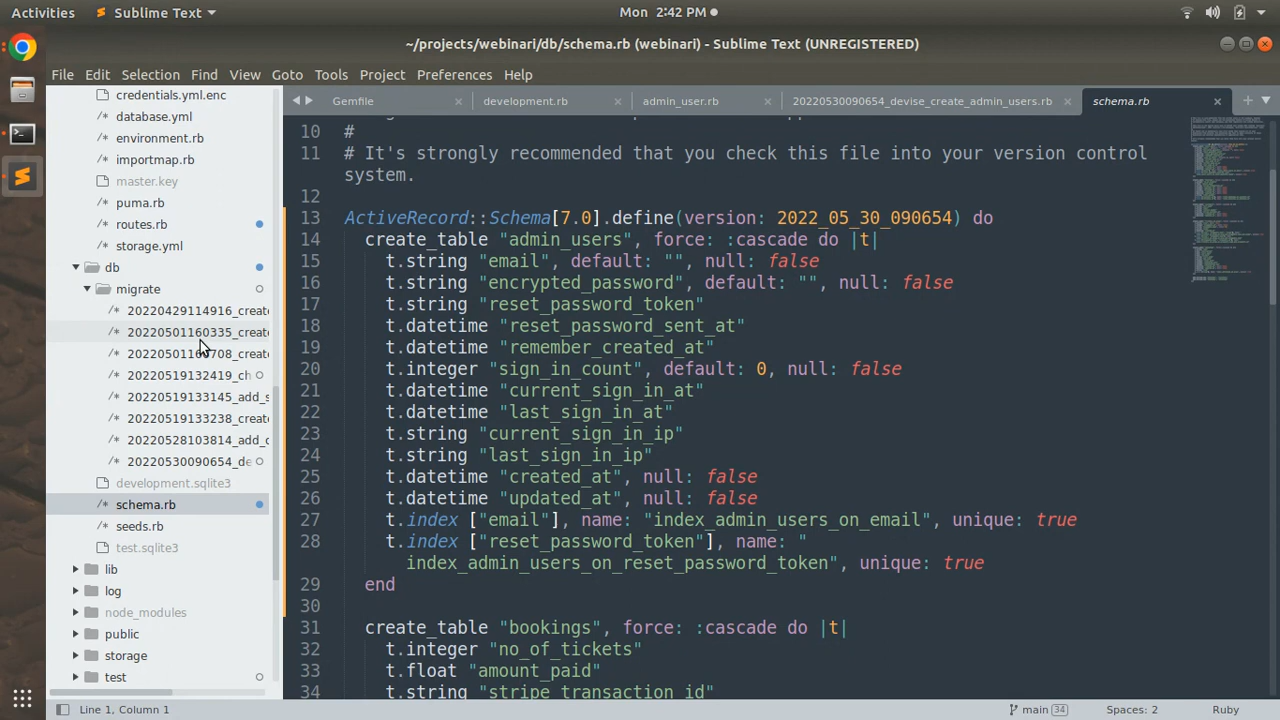 Activities
Sublime Text
Mon 2:42 PM
~/projects/webinari/db/schema.rb (webinari) - Sublime Text (UNREGISTERED)
File Edit Selection Find View Goto Tools Project Preferences Help
credentials.yml.enc
database.yml
environment.rb
importmap.rb
master.key
puma.rb
routes.rb
storage.yml
db
migrate
/* 20220429114916_create
/* 20220501160335_create
/* 20220501160708_create
/* 20220519132419_ch
/* 20220519133145_add_s
/* 20220519133238_create
/* 20220528103814_add_c
/* 20220530090654_de
development.sqlite3
/* schema.rb
/* seeds.rb
test.sqlite3
lib
log
node_modules
public
storage
test
Gemfile
development.rb
admin_user.rb
20220530090654_devise_create_admin_users.rb
schema.rb
10 #
11 # It's strongly recommended that you check this file into your version control
system.
12
13 ActiveRecord::Schema[7.0].define(version: 2022_05_30_090654) do
14 create_table "admin_users", force: :cascade do |t|
15 t.string "email", default: "", null: false
16 t.string "encrypted_password", default: "", null: false
17 t.string "reset_password_token"
18 t.datetime "reset_password_sent_at"
19 t.datetime "remember_created_at"
20 t.integer "sign_in_count", default: 0, null: false
21 t.datetime "current_sign_in_at"
22 t.datetime "last_sign_in_at"
23 t.string "current_sign_in_ip"
24 t.string "last_sign_in_ip"
25 t.datetime "created_at", null: false
26 t.datetime "updated_at", null: false
27 t.index ["email"], name: "index_admin_users_on_email", unique: true
28 t.index ["reset_password_token"], name: "
index_admin_users_on_reset_password_token", unique: true
29 end
30
31 create_table "bookings", force: :cascade do |t|
32 t.integer "no_of_tickets"
33 t.float "amount_paid"
34 t.string "stripe_transaction_id"
Line 1, Column 1
main 34
Spaces: 2
Ruby